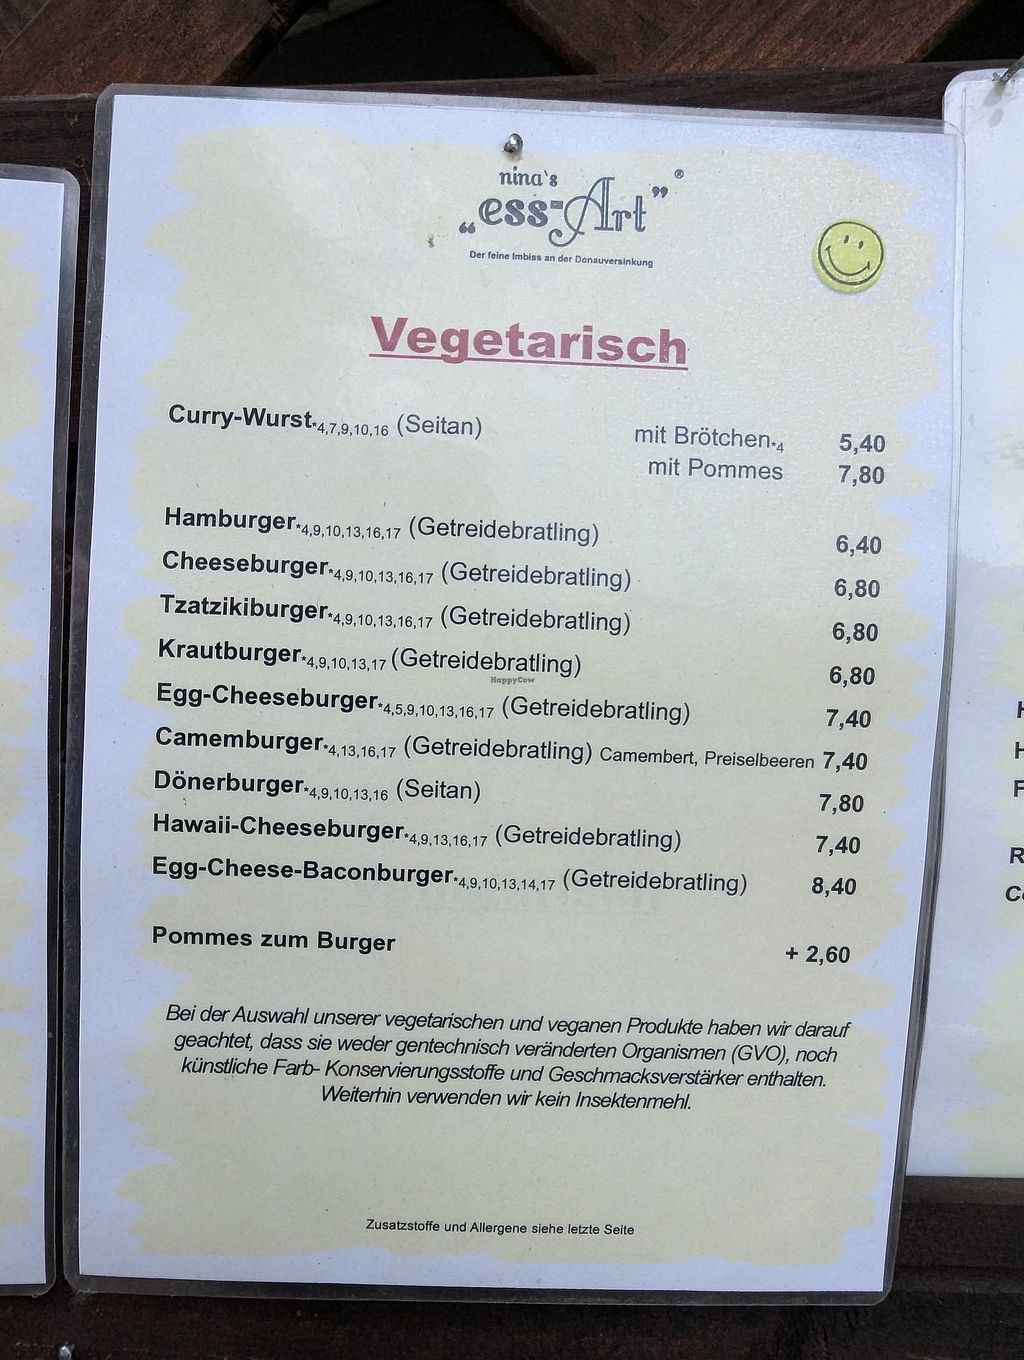 nina`s
„ess-Art” ®
Der feine Imbiss an der Donauversinkung
Vegetarisch
Curry-Wurst*4,7,9,10,16 (Seitan) mit Brötchen*4 5,40
mit Pommes 7,80
Hamburger*4,9,10,13,16,17 (Getreidebratling) 6,40
Cheeseburger*4,9,10,13,16,17 (Getreidebratling) 6,80
Tzatzikiburger*4,9,10,13,16,17 (Getreidebratling) 6,80
Krautburger*4,9,10,13,17 (Getreidebratling) 6,80
HappyCow
Egg-Cheeseburger*4,5,9,10,13,16,17 (Getreidebratling) 7,40
Camemburger*4,13,16,17 (Getreidebratling) Camembert, Preiselbeeren 7,40
Dönerburger*4,9,10,13,16 (Seitan) 7,80
Hawaii-Cheeseburger*4,9,13,16,17 (Getreidebratling) 7,40
Egg-Cheese-Baconburger*4,9,10,13,14,17 (Getreidebratling) 8,40
Pommes zum Burger + 2,60
Bei der Auswahl unserer vegetarischen und veganen Produkte haben wir darauf
geachtet, dass sie weder gentechnisch veränderten Organismen (GVO), noch
künstliche Farb- Konservierungsstoffe und Geschmacksverstärker enthalten.
Weiterhin verwenden wir kein Insektenmehl.
Zusatzstoffe und Allergene siehe letzte Seite